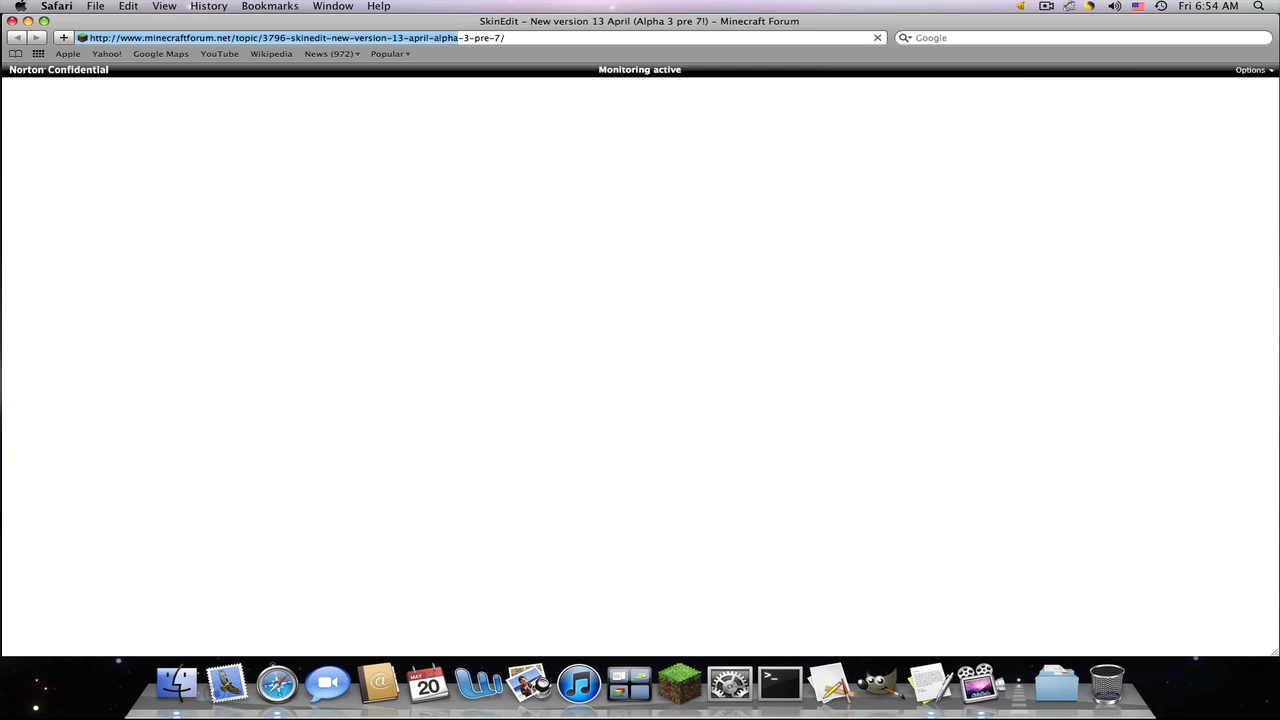 Safari File Edit View History Bookmarks Window Help Fri 6:54 AM
SkinEdit – New version 13 April (Alpha 3 pre 7!) – Minecraft Forum
http://www.minecraftforum.net/topic/3796-skinedit-new-version-13-april-alpha-3-pre-7/ Google
Apple Yahoo! Google Maps YouTube Wikipedia News (972) Popular
Norton Confidential Monitoring active Options
MAY
20